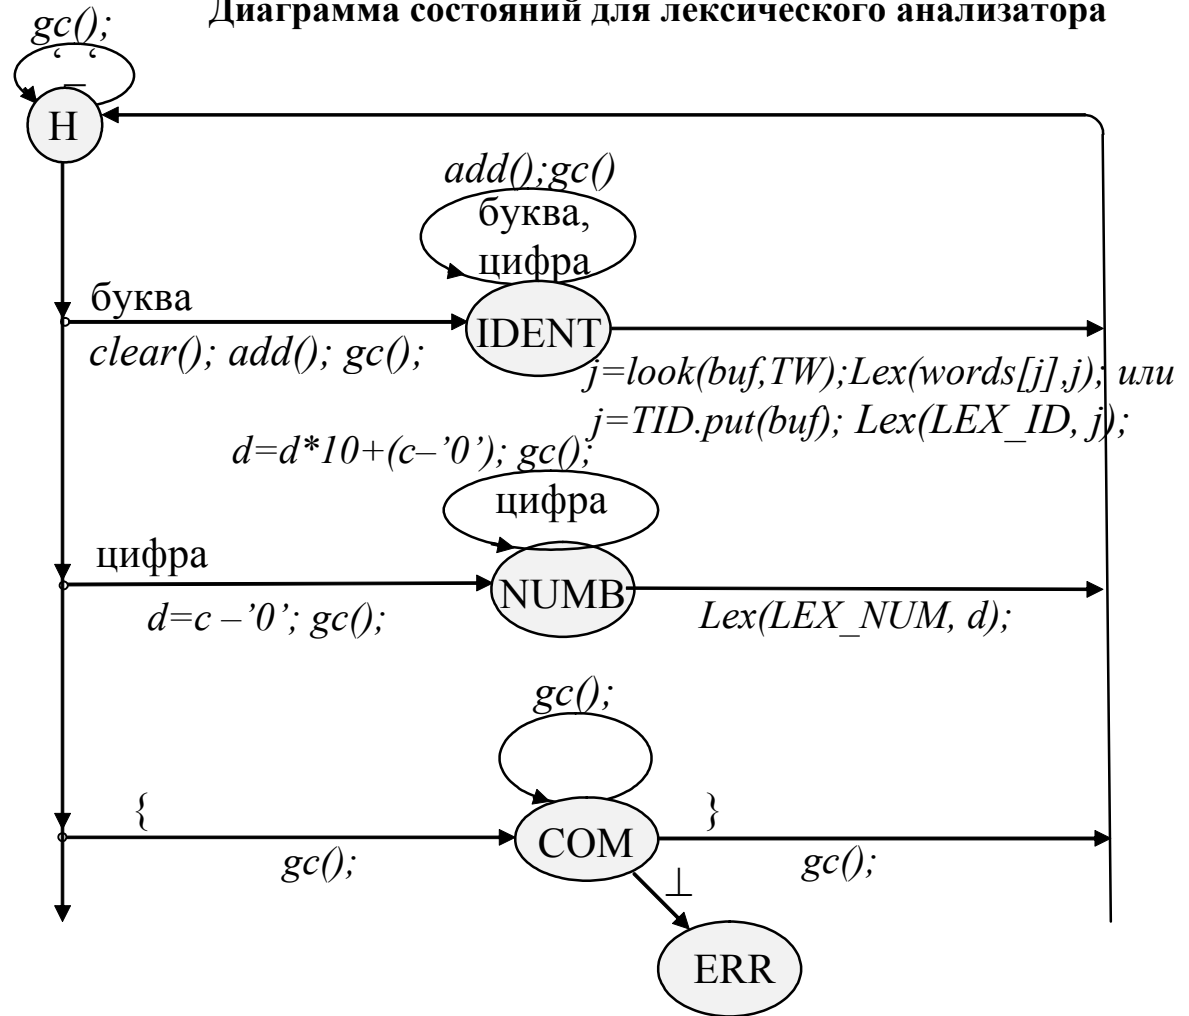 Диаграмма состояний для лексического анализатора
gc();
‘ ‘
_
H
add();gc()
буква,
цифра
буква
IDENT
clear(); add(); gc();
j=look(buf,TW);Lex(words[j],j); или
j=TID.put(buf); Lex(LEX_ID, j);
d=d*10+(c–’0’); gc();
цифра
цифра
NUMB
d=c –’0’; gc();
Lex(LEX_NUM, d);
gc();
{
}
COM
gc();
gc();
⊥
ERR